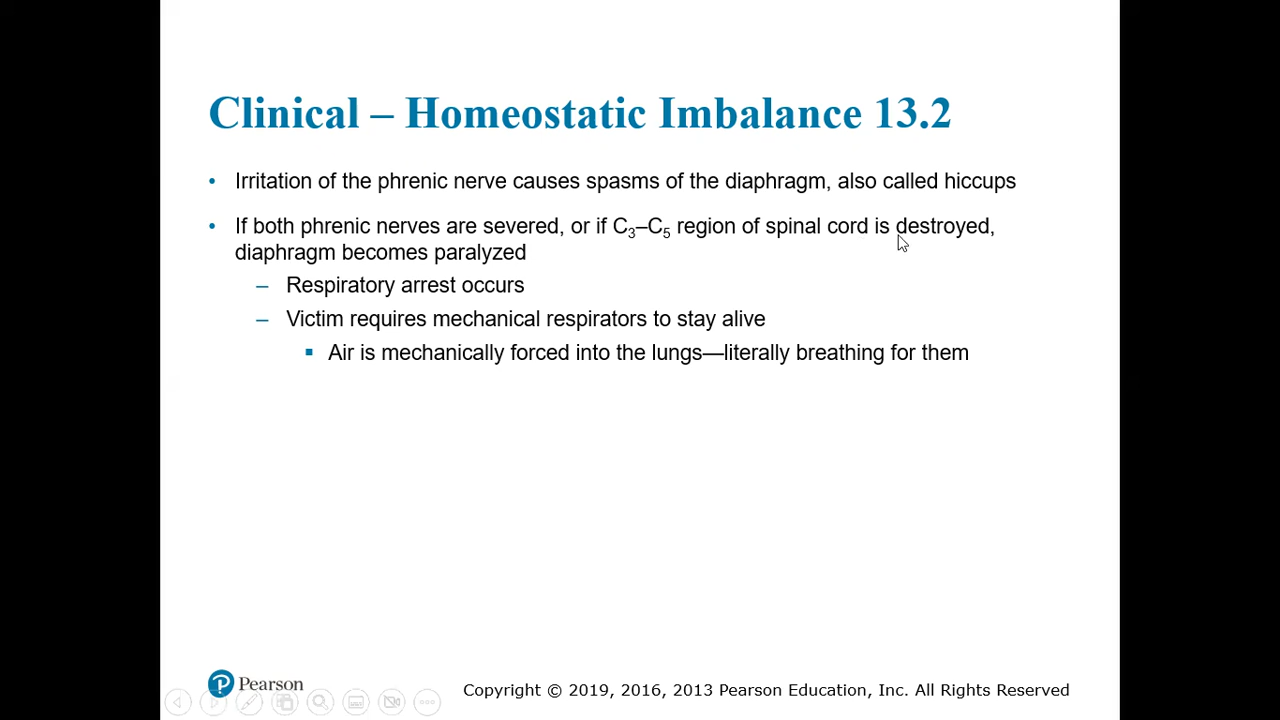 Clinical – Homeostatic Imbalance 13.2
• Irritation of the phrenic nerve causes spasms of the diaphragm, also called hiccups
• If both phrenic nerves are severed, or if C₃–C₅ region of spinal cord is destroyed,
diaphragm becomes paralyzed
– Respiratory arrest occurs
– Victim requires mechanical respirators to stay alive
▪ Air is mechanically forced into the lungs—literally breathing for them
Pearson
Copyright © 2019, 2016, 2013 Pearson Education, Inc. All Rights Reserved